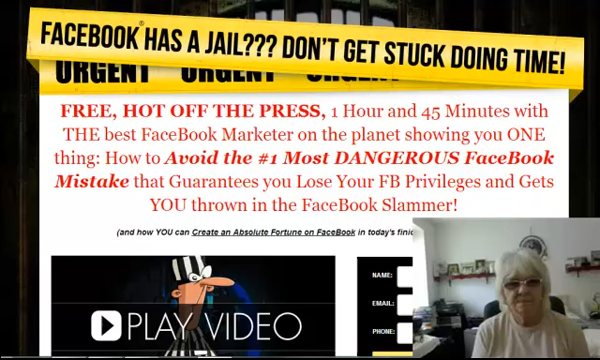 FACEBOOK® HAS A JAIL??? DON'T GET STUCK DOING TIME!
URGENT URGENT URGENT
FREE, HOT OFF THE PRESS, 1 Hour and 45 Minutes with
THE best FaceBook Marketer on the planet showing you ONE
thing: How to Avoid the #1 Most DANGEROUS FaceBook
Mistake that Guarantees you Lose Your FB Privileges and Gets
YOU thrown in the FaceBook Slammer!
(and how YOU can Create an Absolute Fortune on FaceBook in today's
NAME:
EMAIL:
PHONE:
PLAY VIDEO